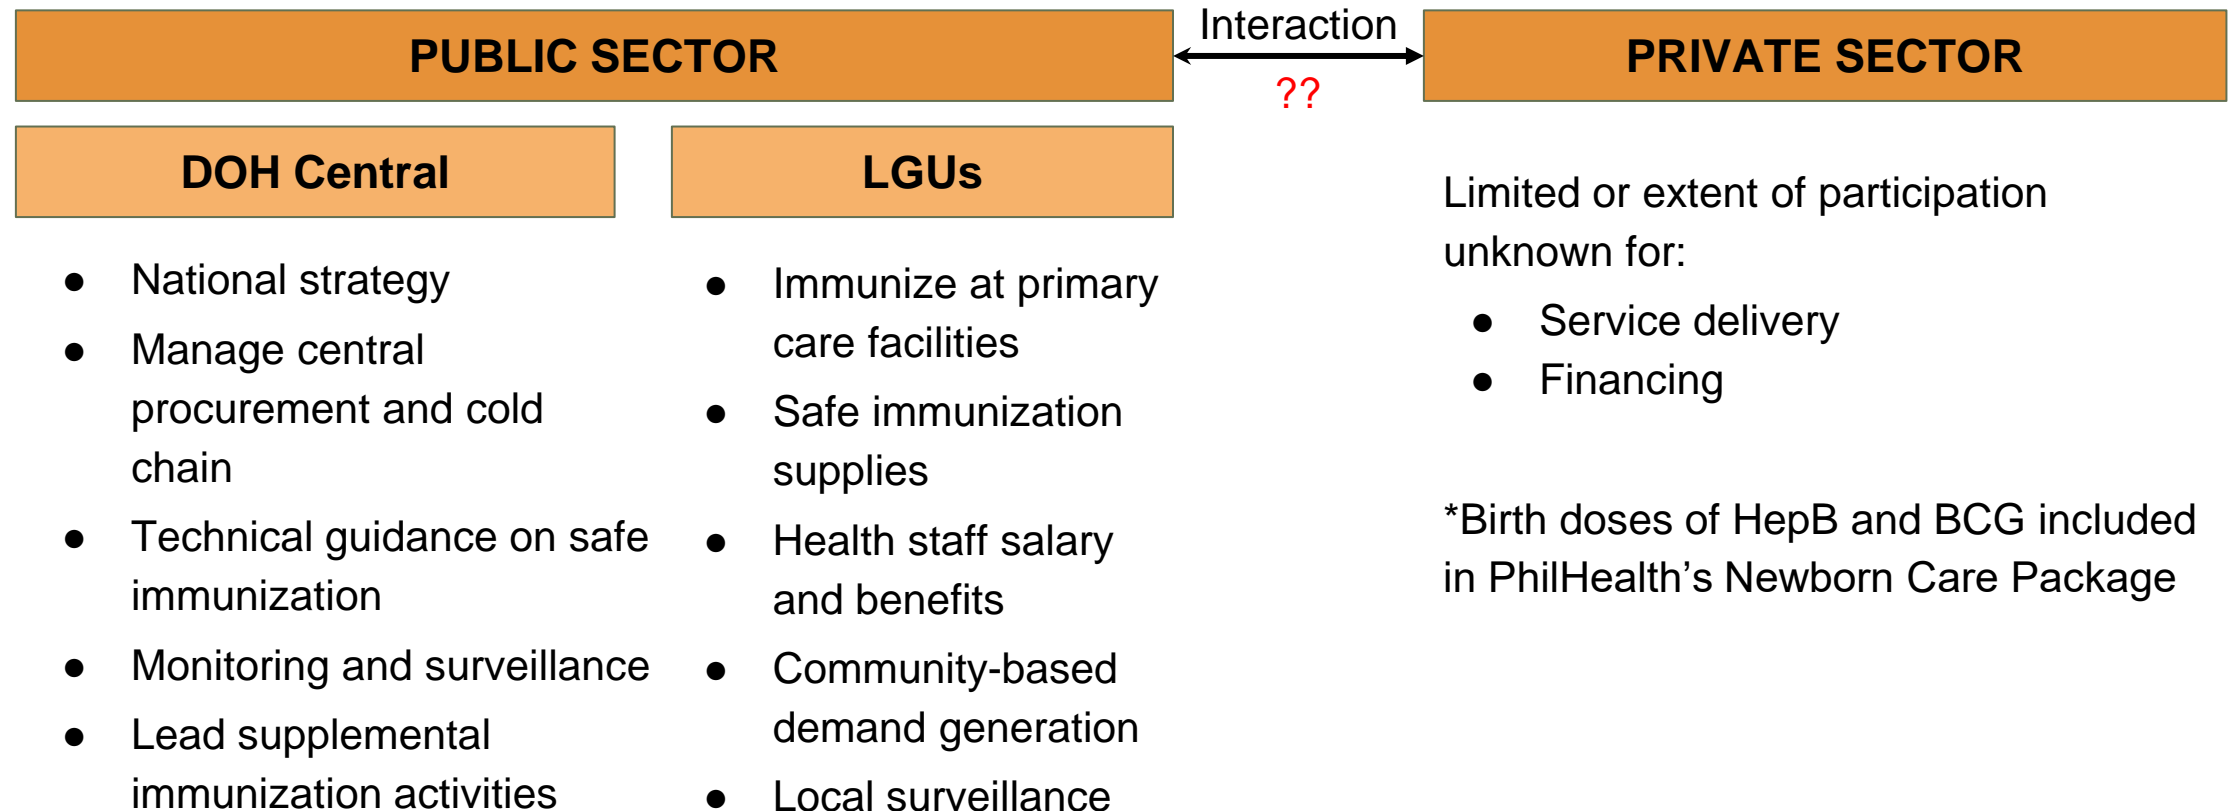 PUBLIC SECTOR
Interaction
??
PRIVATE SECTOR
DOH Central
● National strategy
● Manage central
procurement and cold
chain
● Technical guidance on safe
immunization
● Monitoring and surveillance
● Lead supplemental
immunization activities
LGUs
● Immunize at primary
care facilities
● Safe immunization
supplies
● Health staff salary
and benefits
● Community-based
demand generation
● Local surveillance
Limited or extent of participation
unknown for:
● Service delivery
● Financing
*Birth doses of HepB and BCG included
in PhilHealth’s Newborn Care Package